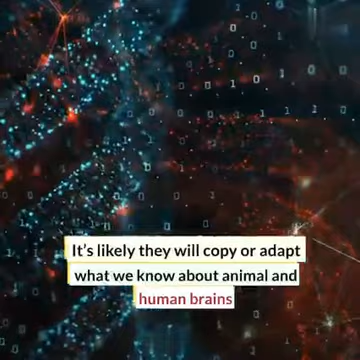 It's likely they will copy or adapt
what we know about animal and
human brains